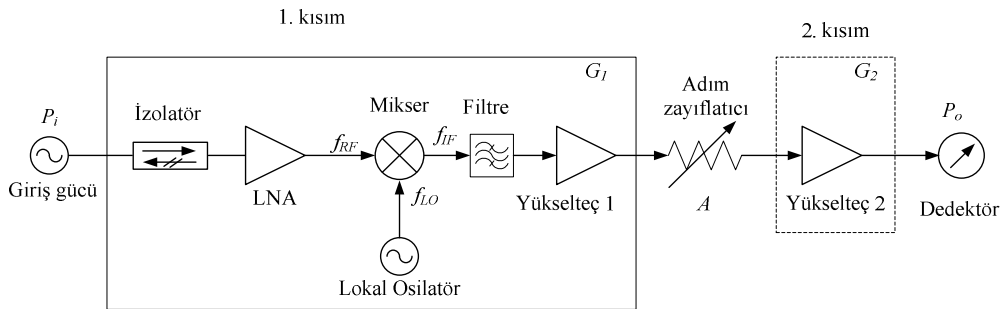 1. kısım
2. kısım
G1
G2
Pi
İzolatör
Mikser
Filtre
Adım
zayıflatıcı
Po
fRF
fIF
Giriş gücü
LNA
fLO
Yükselteç 1
A
Yükselteç 2
Dedektör
Lokal Osilatör